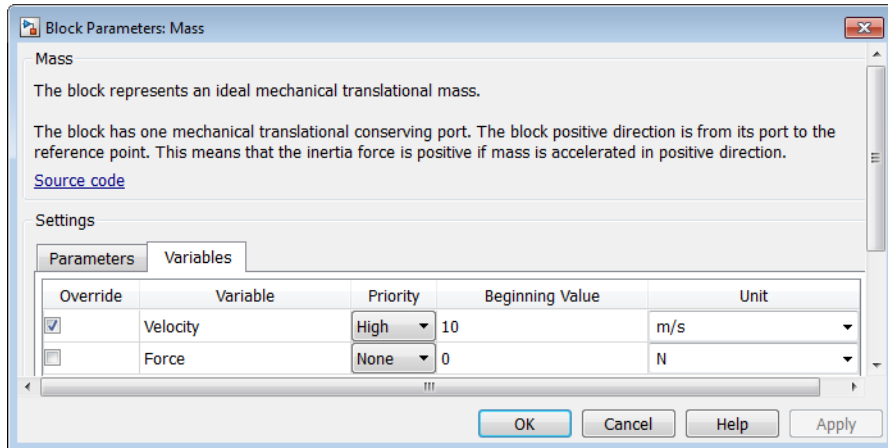 Block Parameters: Mass
Mass
The block represents an ideal mechanical translational mass.
The block has one mechanical translational conserving port. The block positive direction is from its port to the
reference point. This means that the inertia force is positive if mass is accelerated in positive direction.
Source code
Settings
Parameters Variables
Override Variable Priority Beginning Value Unit
Velocity High 10 m/s
Force None 0 N
OK Cancel Help Apply